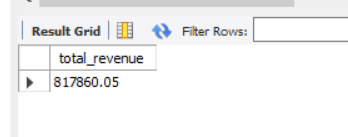 Result Grid Filter Rows:
total_revenue
817860.05